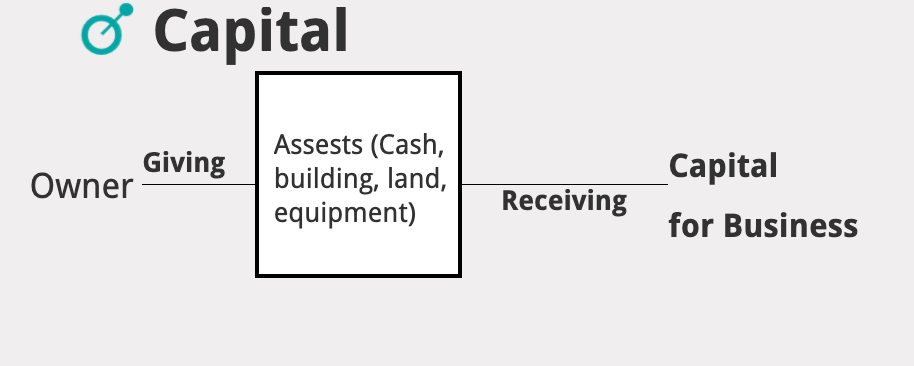 Capital
Giving
Owner
Assests (Cash,
building, land,
equipment)
Receiving
Capital
for Business